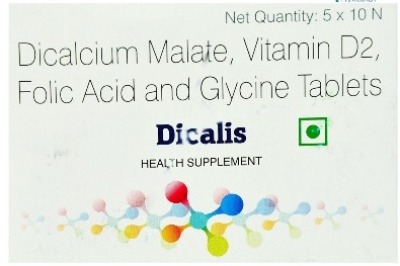 Net Quantity: 5 x 10 N
Dicalcium Malate, Vitamin D2,
Folic Acid and Glycine Tablets
Dicalis
HEALTH SUPPLEMENT